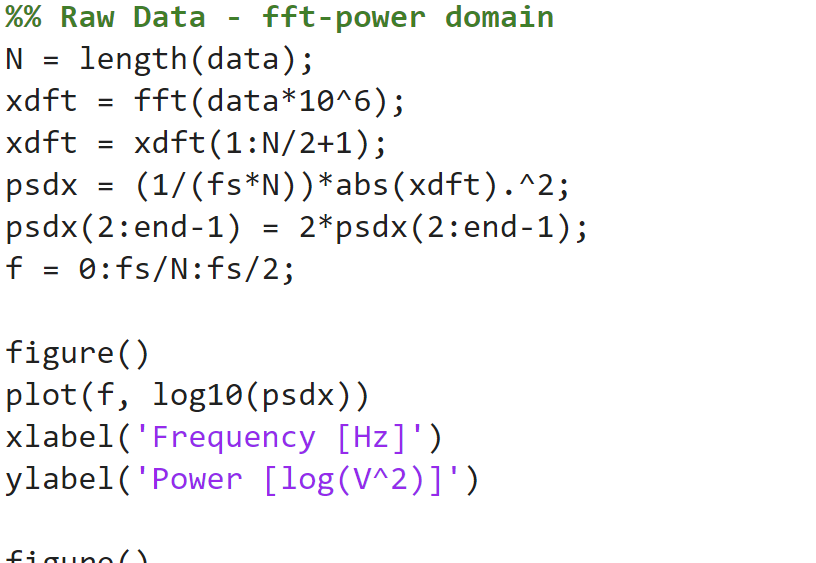 %% Raw Data - fft-power domain
N = length(data);
xdft = fft(data*10^6);
xdft = xdft(1:N/2+1);
psdx = (1/(fs*N))*abs(xdft).^2;
psdx(2:end-1) = 2*psdx(2:end-1);
f = 0:fs/N:fs/2;
figure()
plot(f, log10(psdx))
xlabel('Frequency [Hz]')
ylabel('Power [log(V^2)]')
figure()